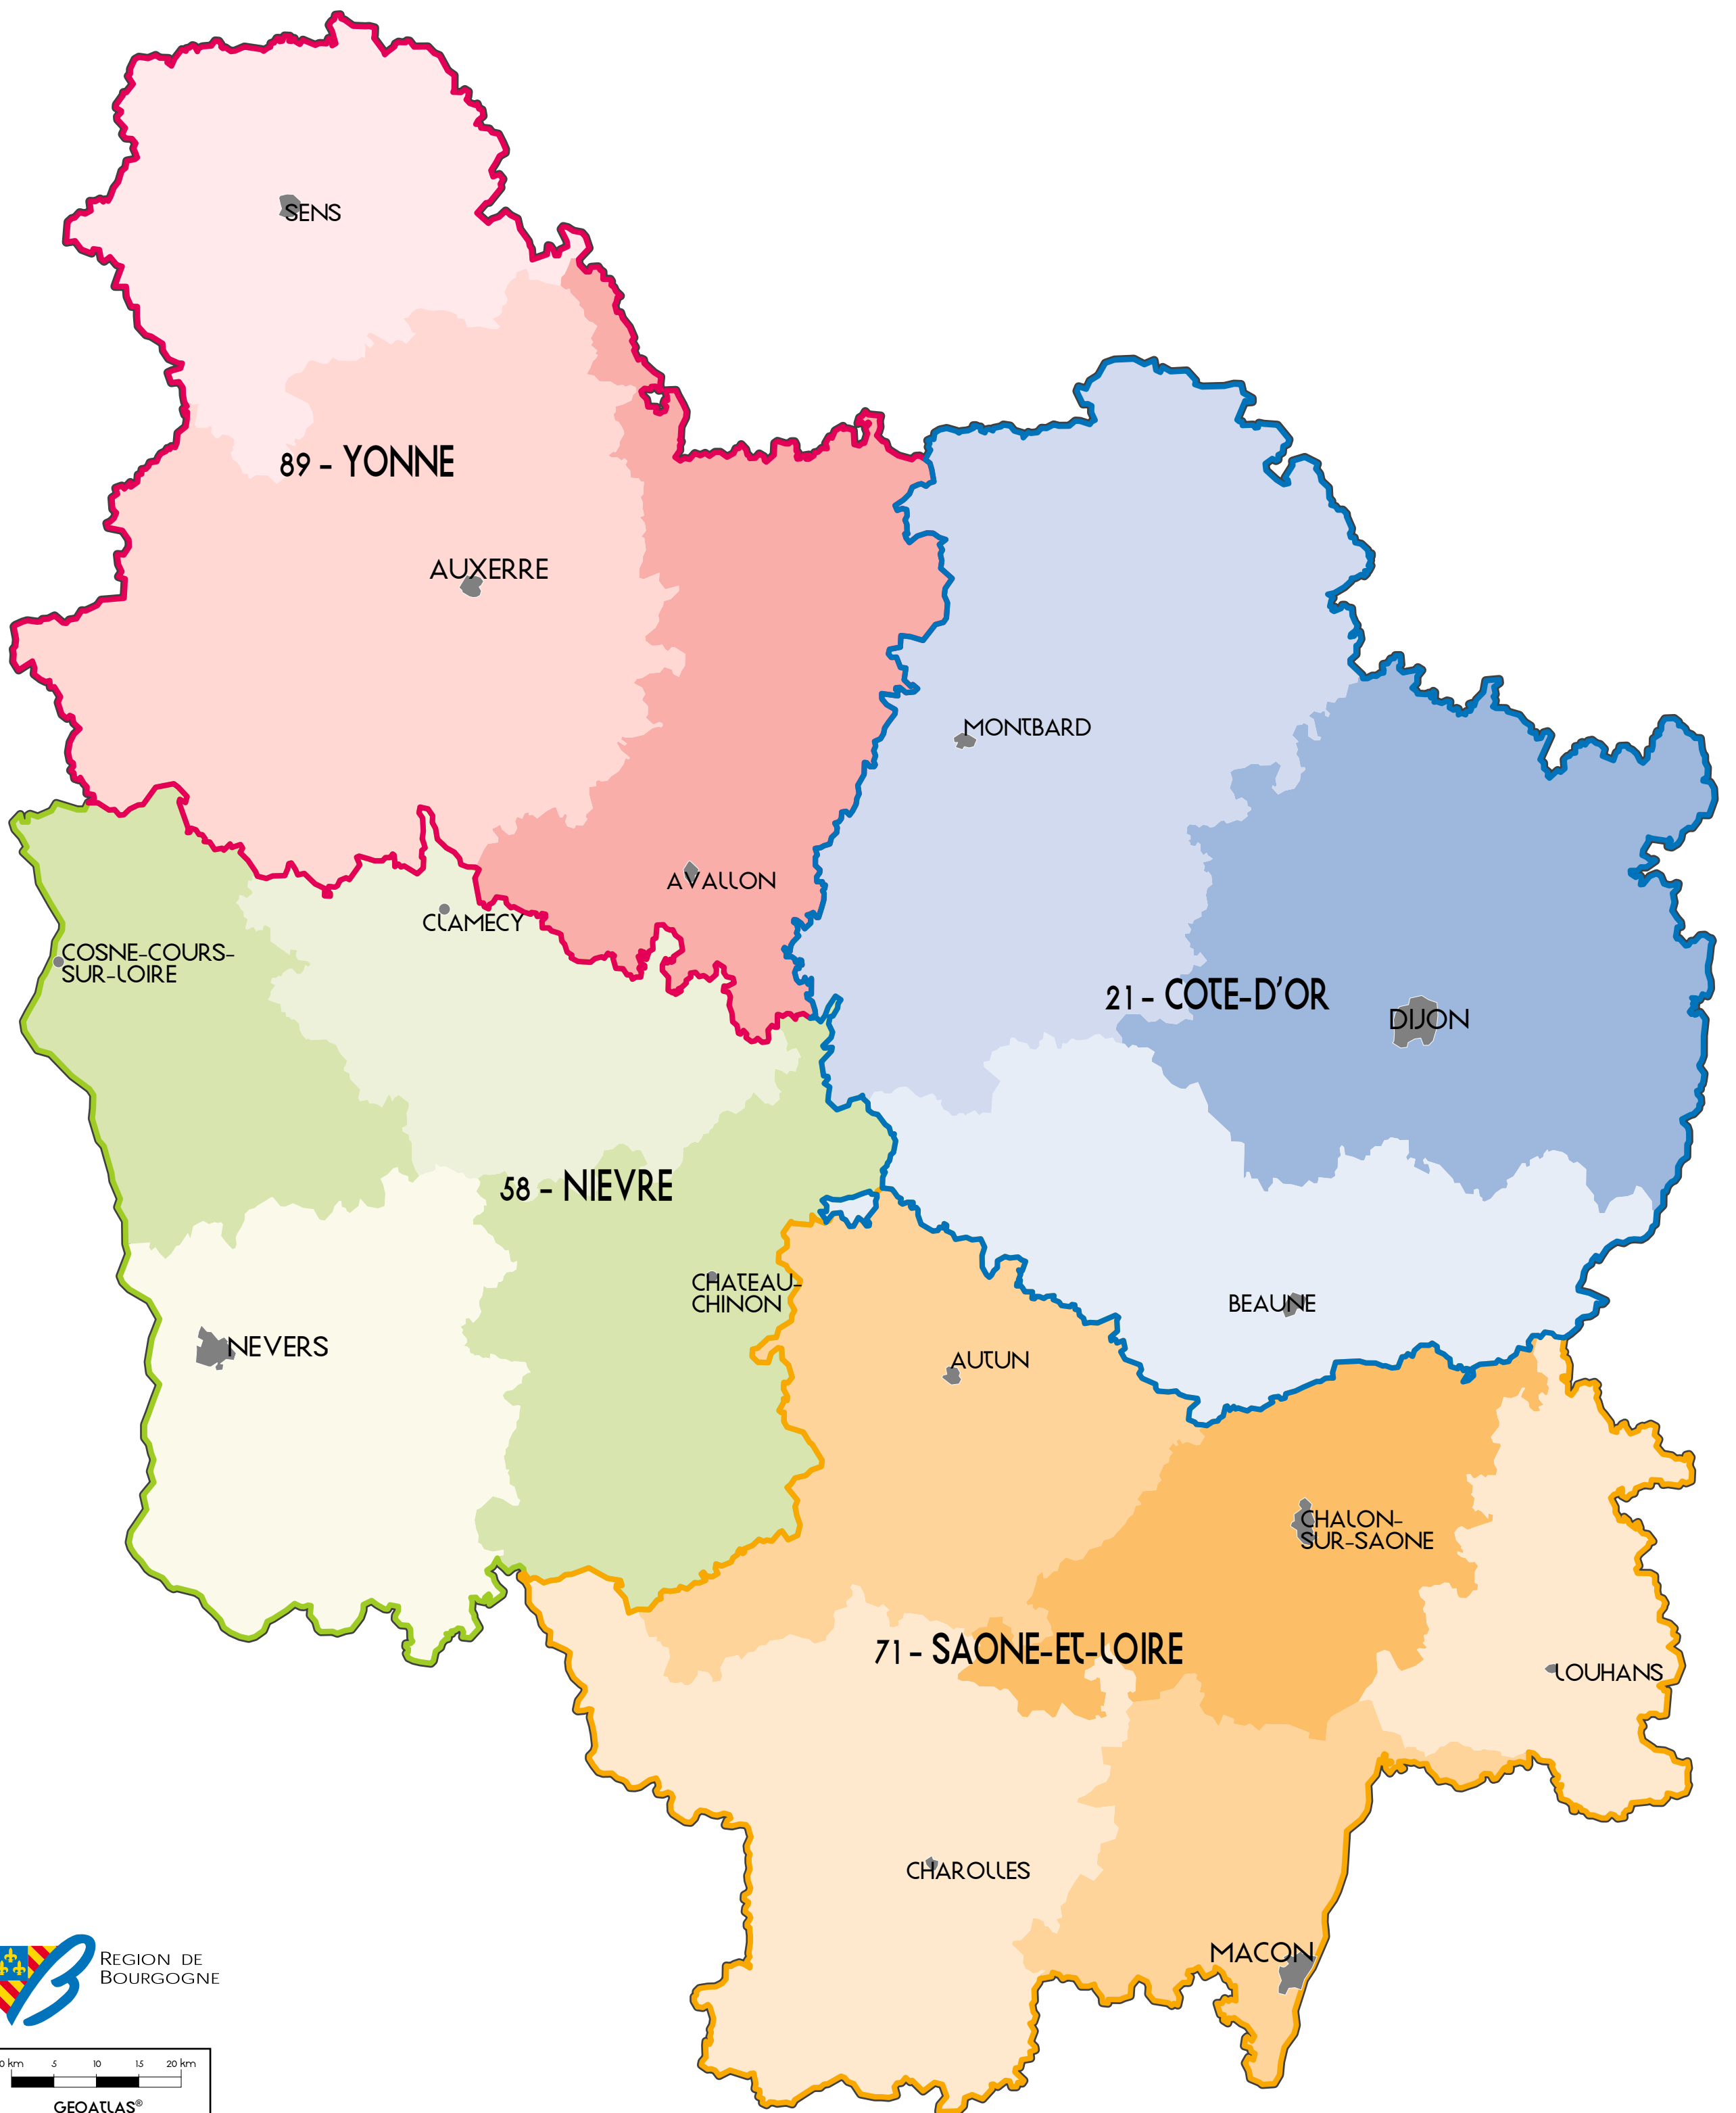 SENS
89 - YONNE
AUXERRE
MONTBARD
AVALLON
CLAMECY
COSNE-COURS-
SUR-LOIRE
21 - COTE-D'OR
DIJON
58 - NIEVRE
CHATEAU-
CHINON
BEAUNE
NEVERS
AUTUN
CHALON-
SUR-SAONE
71 - SAONE-ET-LOIRE
LOUHANS
CHAROLLES
MACON
REGION DE
BOURGOGNE
0 km 5 10 15 20 km
GEOATLAS®